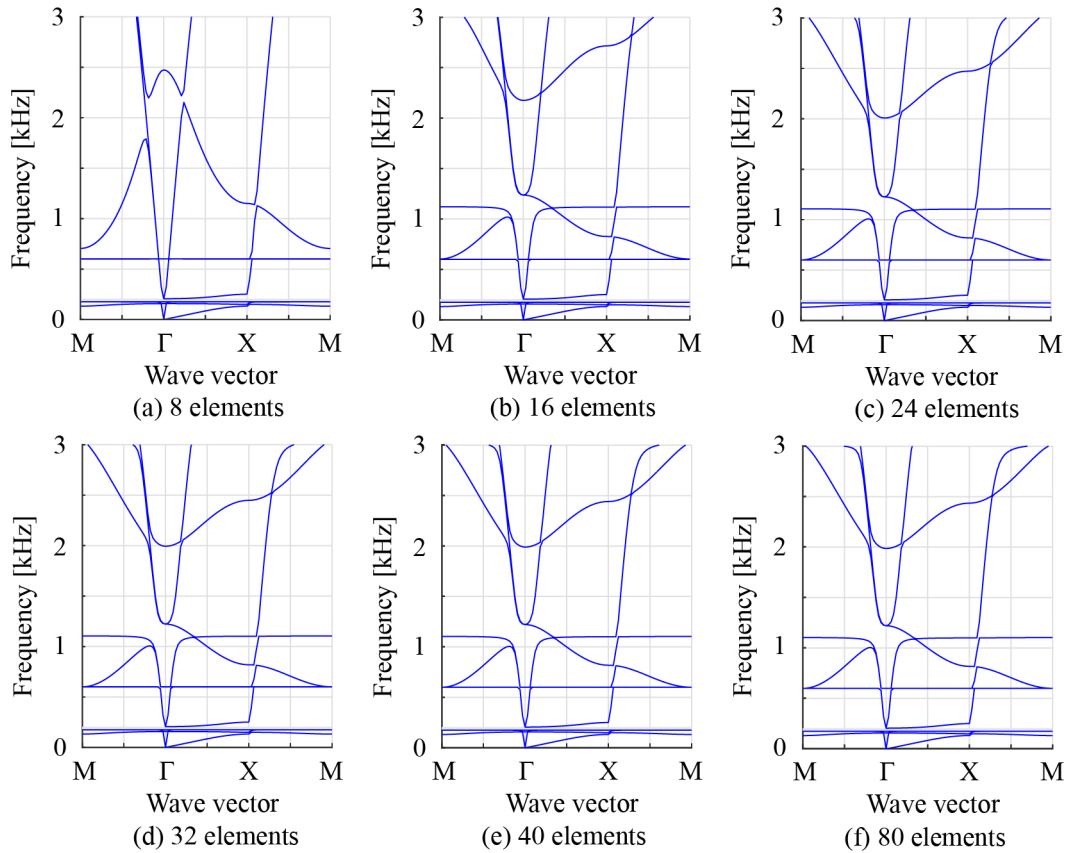 3
2
1
0
Frequency [kHz]
M Γ X M
Wave vector
(a) 8 elements
3
2
1
0
Frequency [kHz]
M Γ X M
Wave vector
(b) 16 elements
3
2
1
0
Frequency [kHz]
M Γ X M
Wave vector
(c) 24 elements
3
2
1
0
Frequency [kHz]
M Γ X M
Wave vector
(d) 32 elements
3
2
1
0
Frequency [kHz]
M Γ X M
Wave vector
(e) 40 elements
3
2
1
0
Frequency [kHz]
M Γ X M
Wave vector
(f) 80 elements